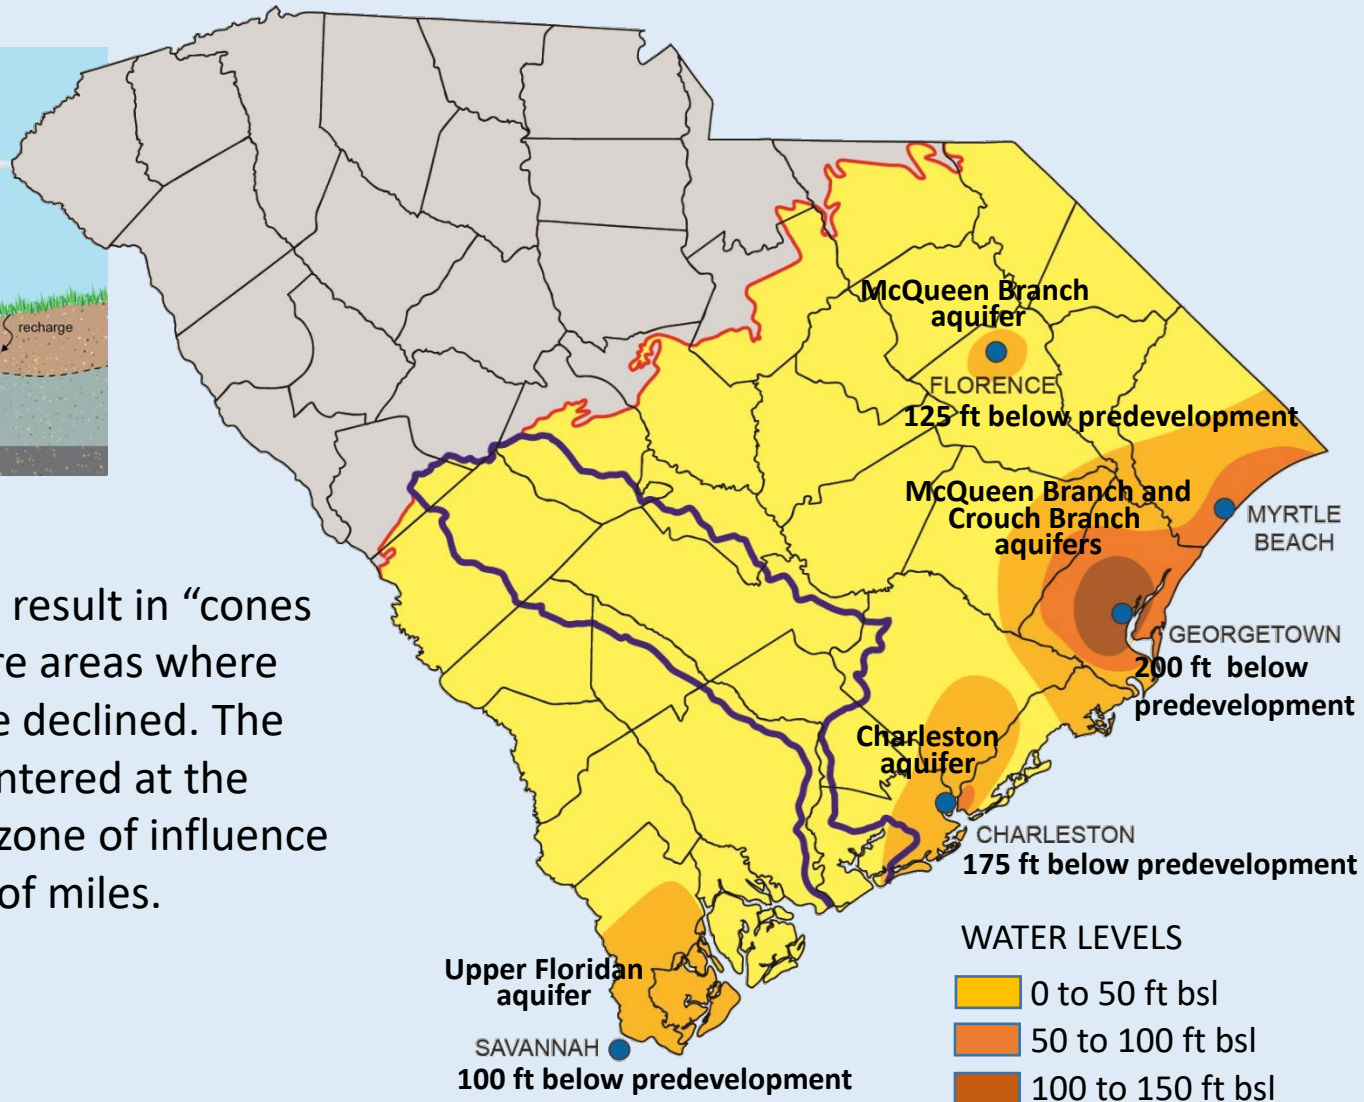 recharge
result in “cones
re areas where
e declined. The
ntered at the
zone of influence
of miles.
McQueen Branch
aquifer
FLORENCE
125 ft below predevelopment
McQueen Branch and
Crouch Branch
aquifers
MYRTLE
BEACH
GEORGETOWN
200 ft below
predevelopment
Charleston
aquifer
CHARLESTON
175 ft below predevelopment
Upper Floridan
aquifer
SAVANNAH
100 ft below predevelopment
WATER LEVELS
0 to 50 ft bsl
50 to 100 ft bsl
100 to 150 ft bsl